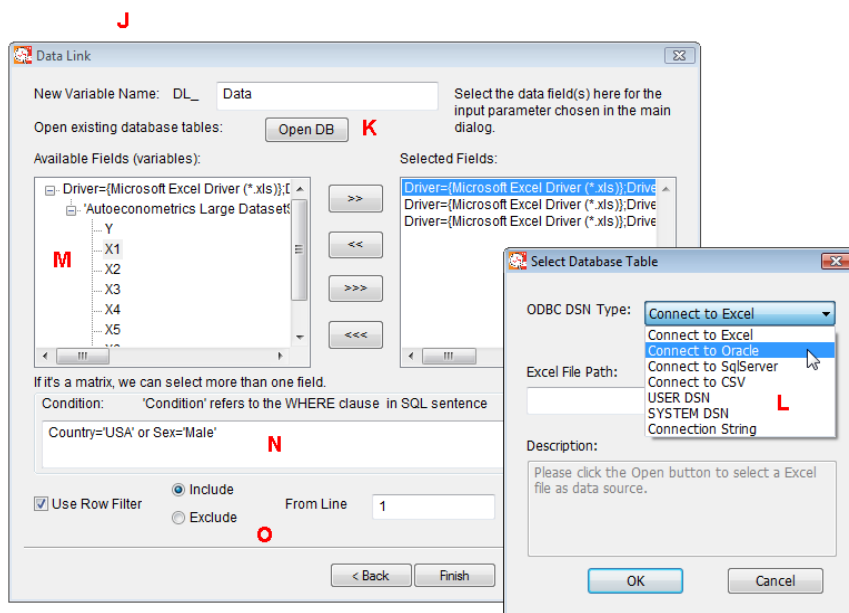 J
Data Link
New Variable Name: DL_ Data
Select the data field(s) here for the
input parameter chosen in the main
dialog.
Open existing database tables: Open DB K
Available Fields (variables):
Selected Fields:
Driver={Microsoft Excel Driver (*.xls)};D
'Autoeconometrics Large Dataset$
Y
X1
X2
X3
X4
X5
M
>>
<<
>>>
<<<
Driver={Microsoft Excel Driver (*.xls)};Drive
Driver={Microsoft Excel Driver (*.xls)};Drive
Driver={Microsoft Excel Driver (*.xls)};Drive
If it's a matrix, we can select more than one field.
Condition: 'Condition' refers to the WHERE clause in SQL sentence
Country='USA' or Sex='Male'
N
Use Row Filter
Include
Exclude
From Line 1
O
< Back
Finish
Select Database Table
ODBC DSN Type: Connect to Excel
Connect to Excel
Connect to Oracle
Connect to SqlServer
Connect to CSV
USER DSN
SYSTEM DSN
Connection String
L
Excel File Path:
Description:
Please click the Open button to select a Excel
file as data source.
OK
Cancel